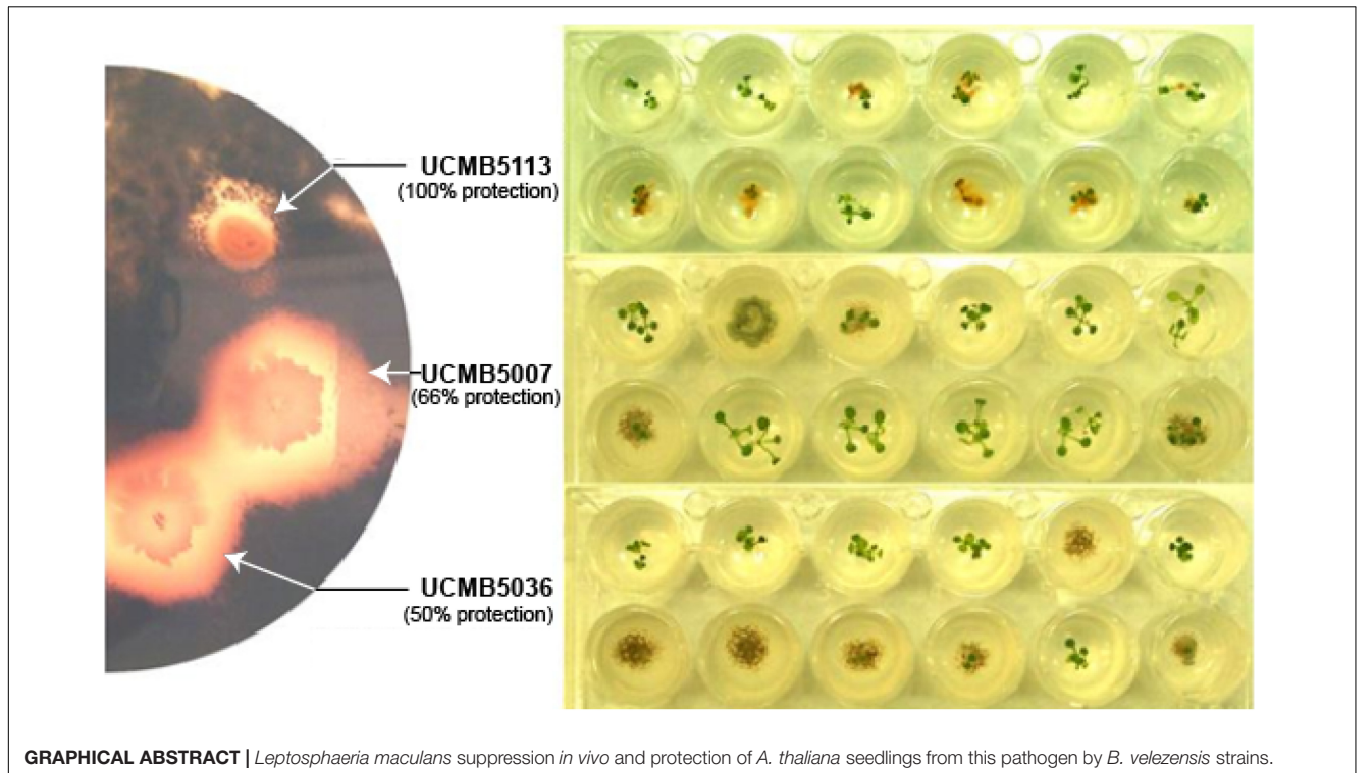 UCMB5113
(100% protection)
UCMB5007
(66% protection)
UCMB5036
(50% protection)
GRAPHICAL ABSTRACT | Leptosphaeria maculans suppression in vivo and protection of A. thaliana seedlings from this pathogen by B. velezensis strains.